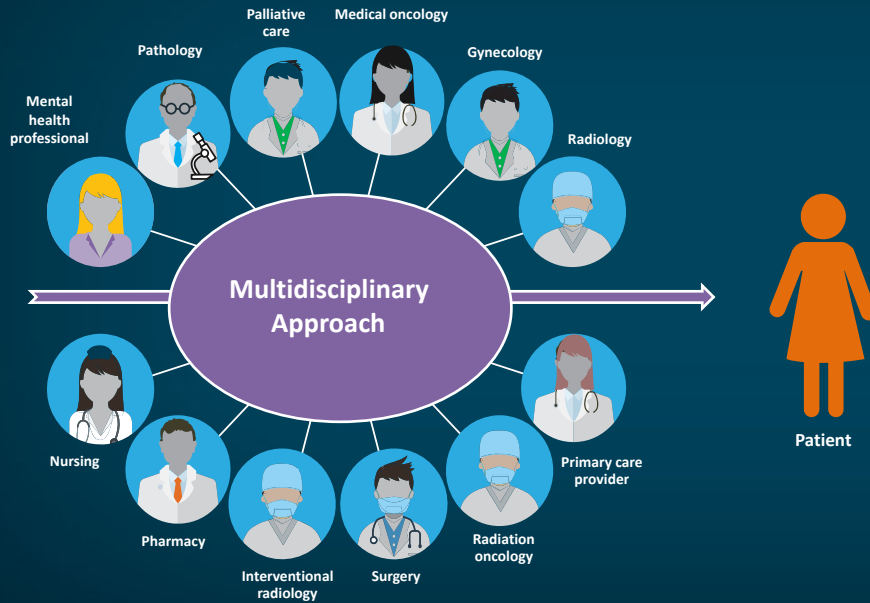 Palliative
care
Medical oncology
Pathology
Gynecology
Mental
health
professional
Radiology
Multidisciplinary
Approach
Patient
Nursing
Primary care
provider
Pharmacy
Radiation
oncology
Interventional
radiology
Surgery